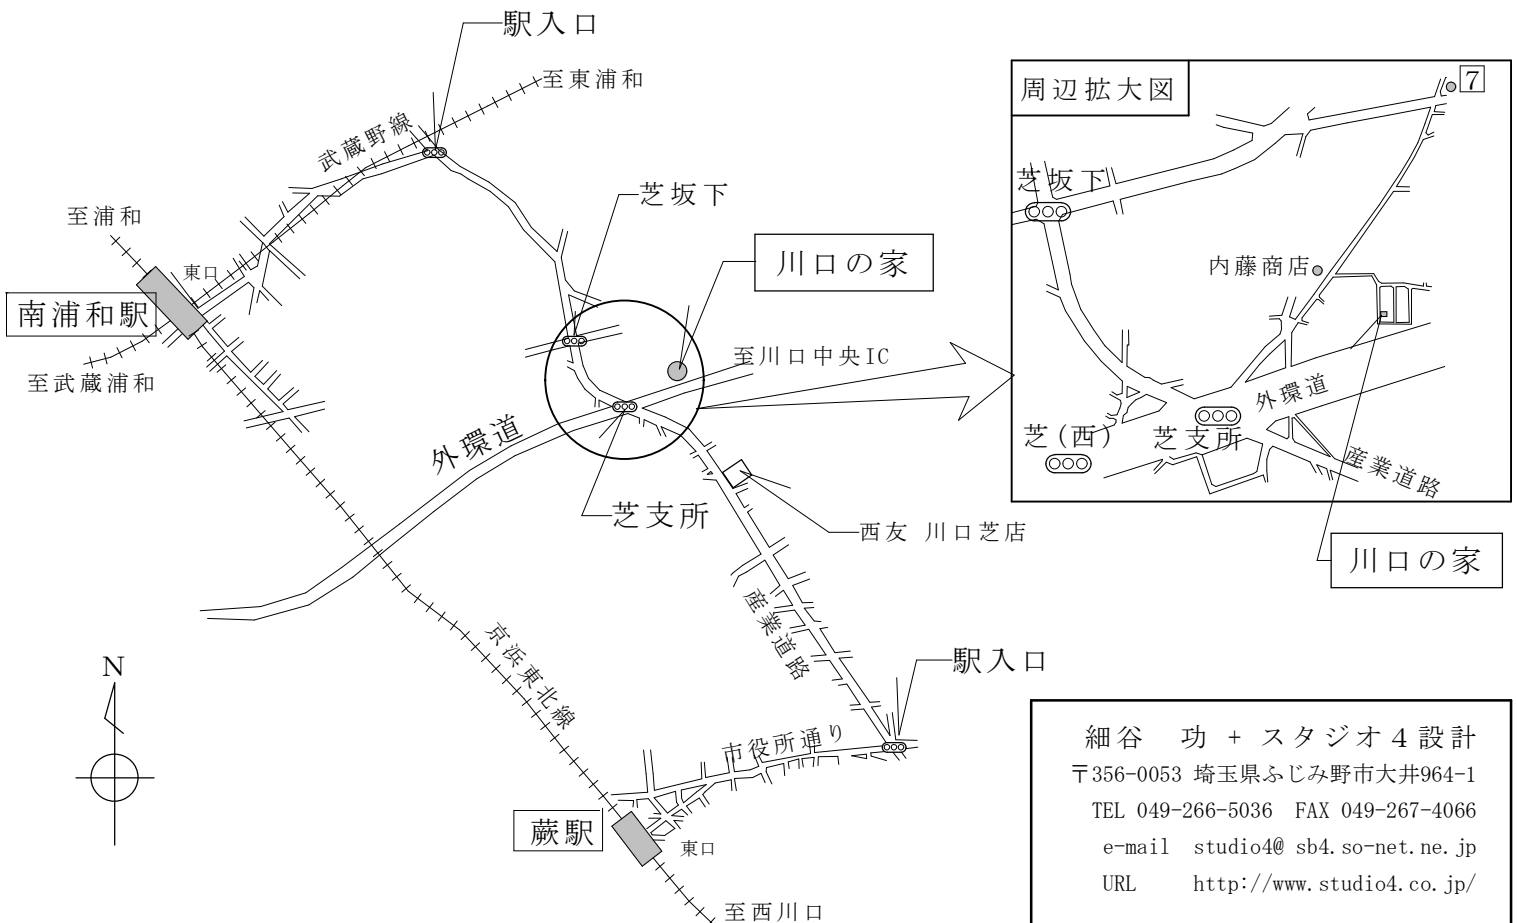 駅入口
至東浦和
武蔵野線
芝坂下
至浦和
東口
南浦和駅
至武蔵浦和
川口の家
至川口中央IC
外環道
芝支所
西友 川口芝店
産業道路
京浜東北線
駅入口
市役所通り
蕨駅
東口
至西川口
N
周辺拡大図
7
芝坂下
内藤商店
外環道
芝(西)
芝支所
産業道路
川口の家
細谷 功 + スタジオ4設計
〒356-0053 埼玉県ふじみ野市大井964-1
TEL 049-266-5036 FAX 049-267-4066
e-mail studio4@ sb4.so-net.ne.jp
URL http://www.studio4.co.jp/